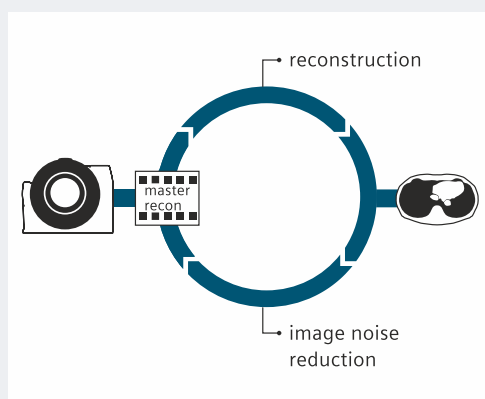 reconstruction
master
recon
image noise
reduction